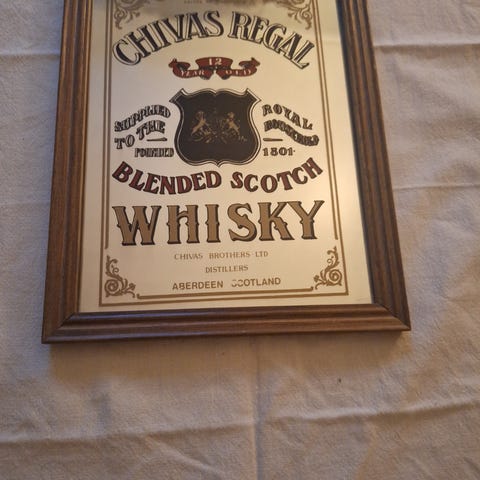 CHIVAS REGAL
12
YEAR OLD
SUPPLIED
TO THE
ROYAL
HOUSEHOLD
FOUNDED
1801
BLENDED SCOTCH
WHISKY
CHIVAS BROTHERS LTD
DISTILLERS
ABERDEEN SCOTLAND